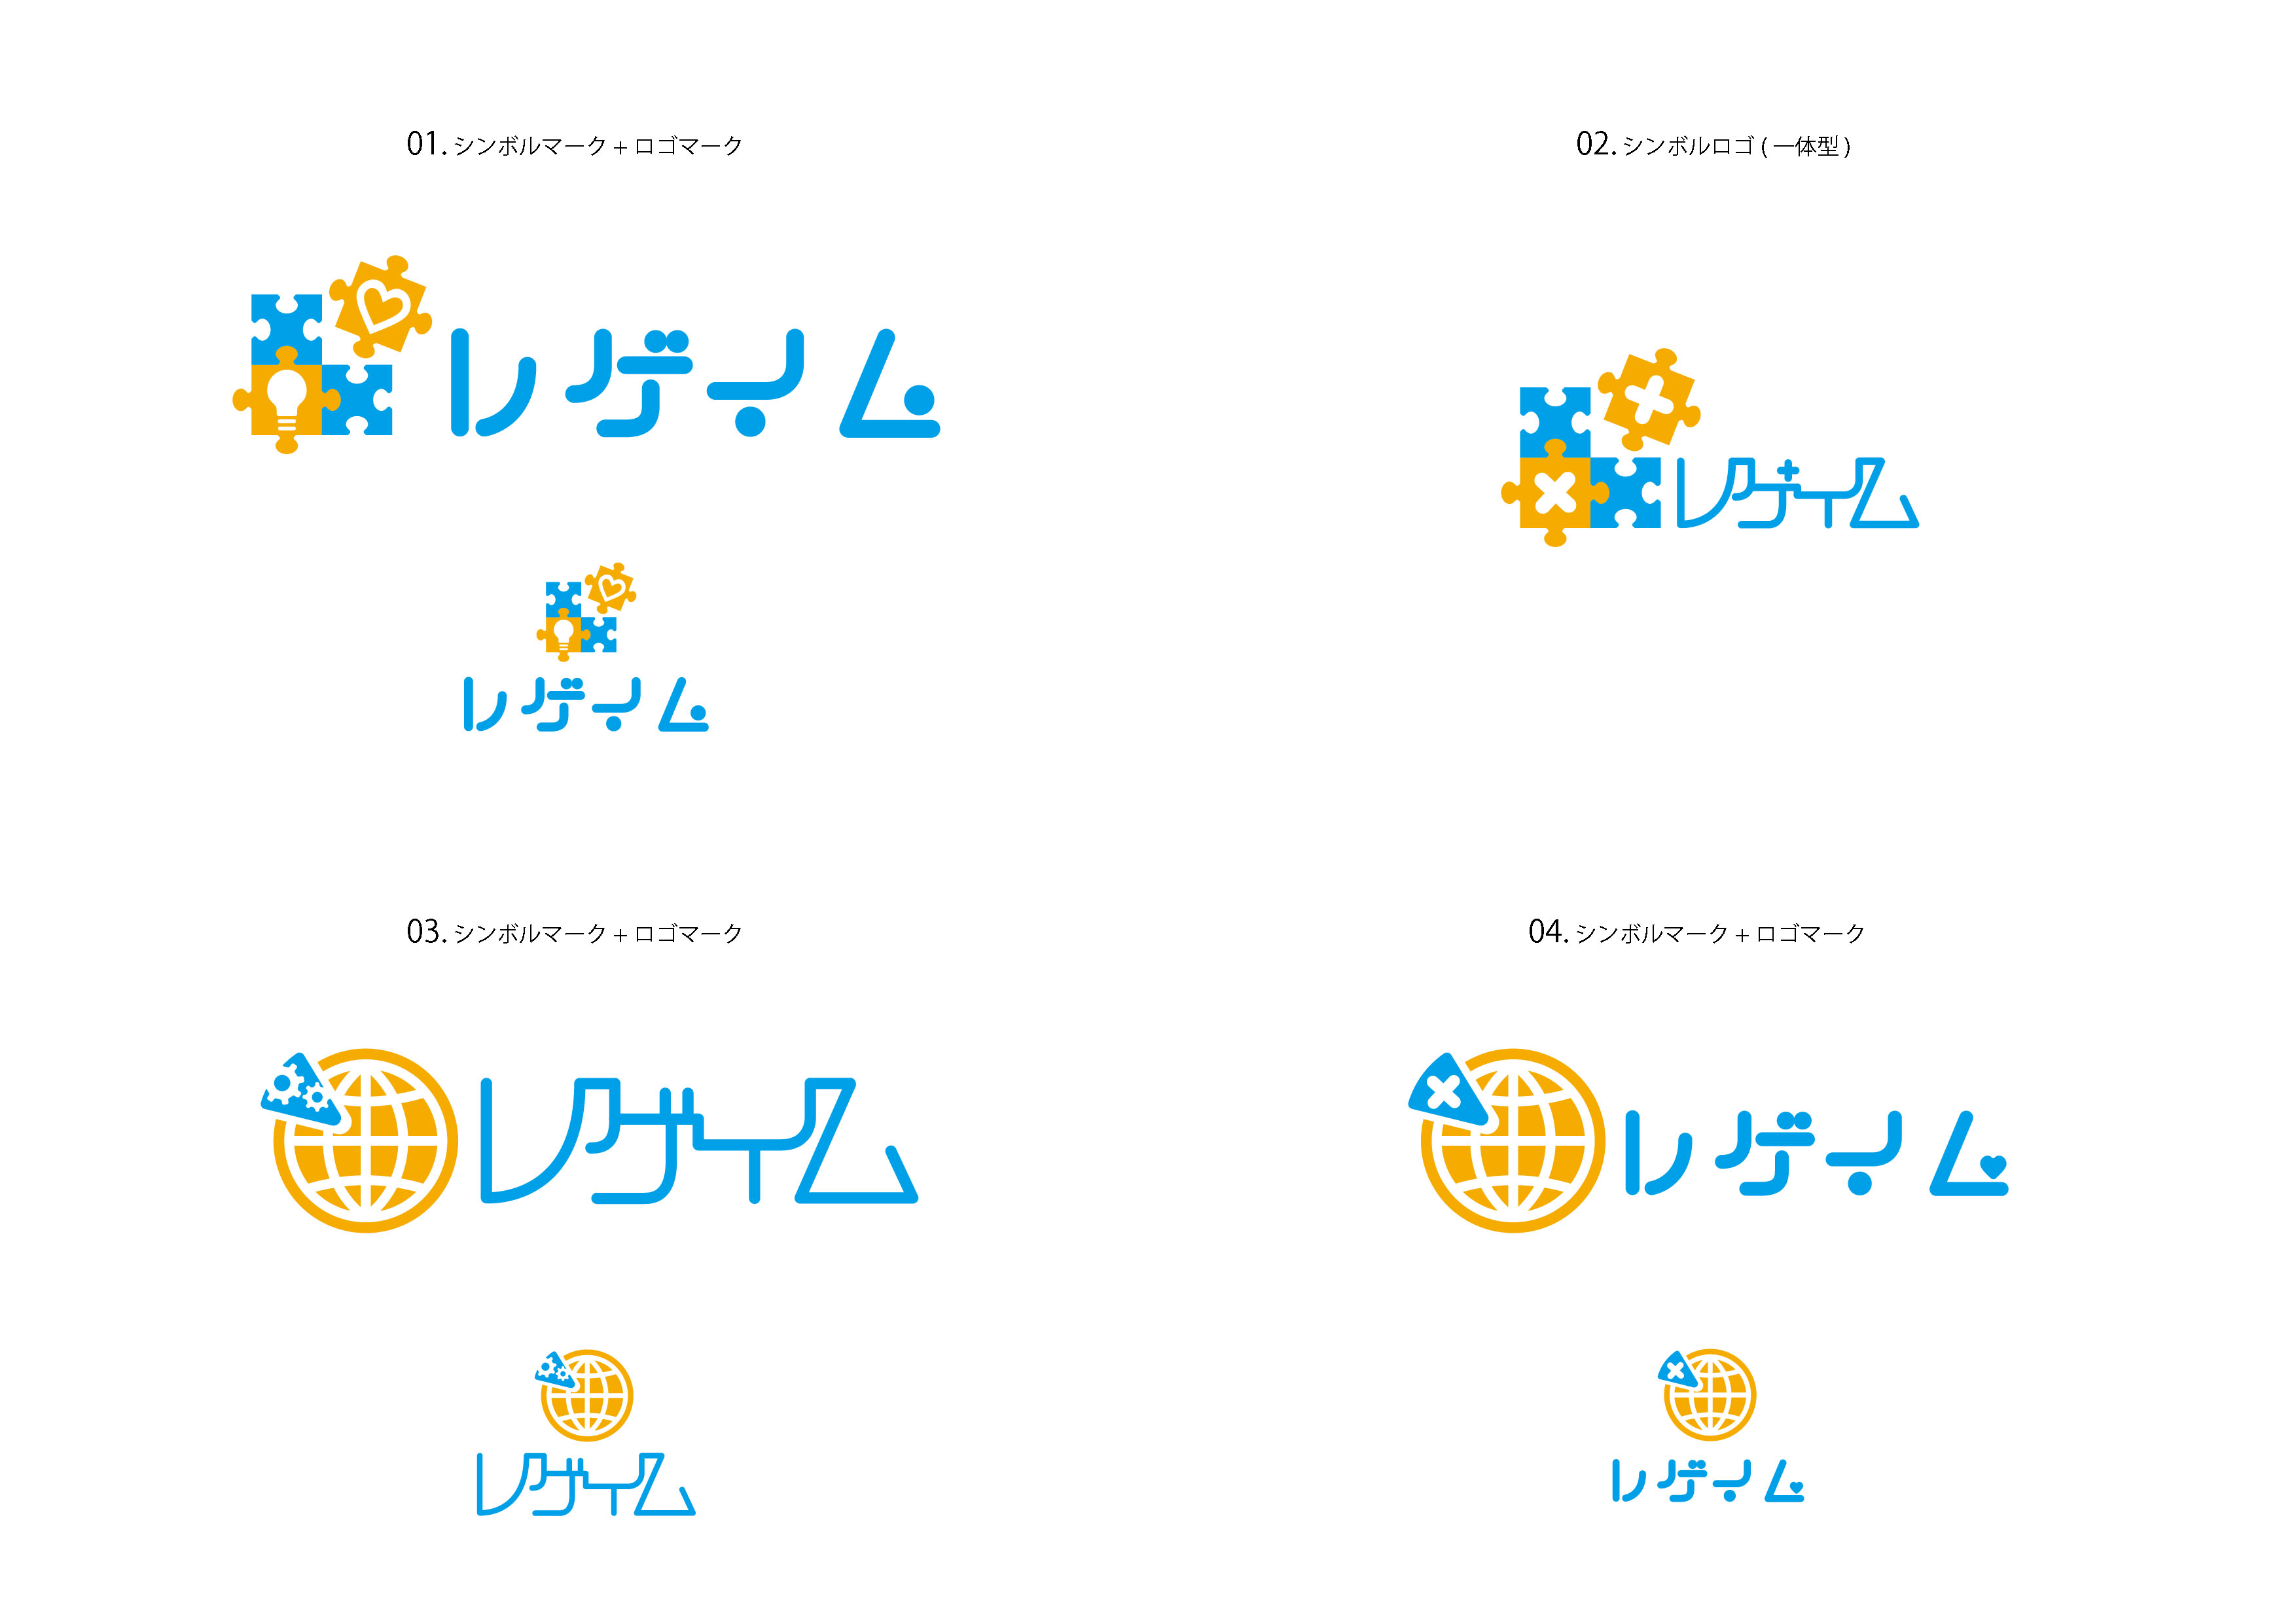 01. シンボルマーク + ロゴマーク
レゲイム
レゲイム
02. シンボルロゴ ( 一体型 )
レゲイム
03. シンボルマーク + ロゴマーク
レゲイム
レゲイム
04. シンボルマーク + ロゴマーク
レゲイム
レゲイム